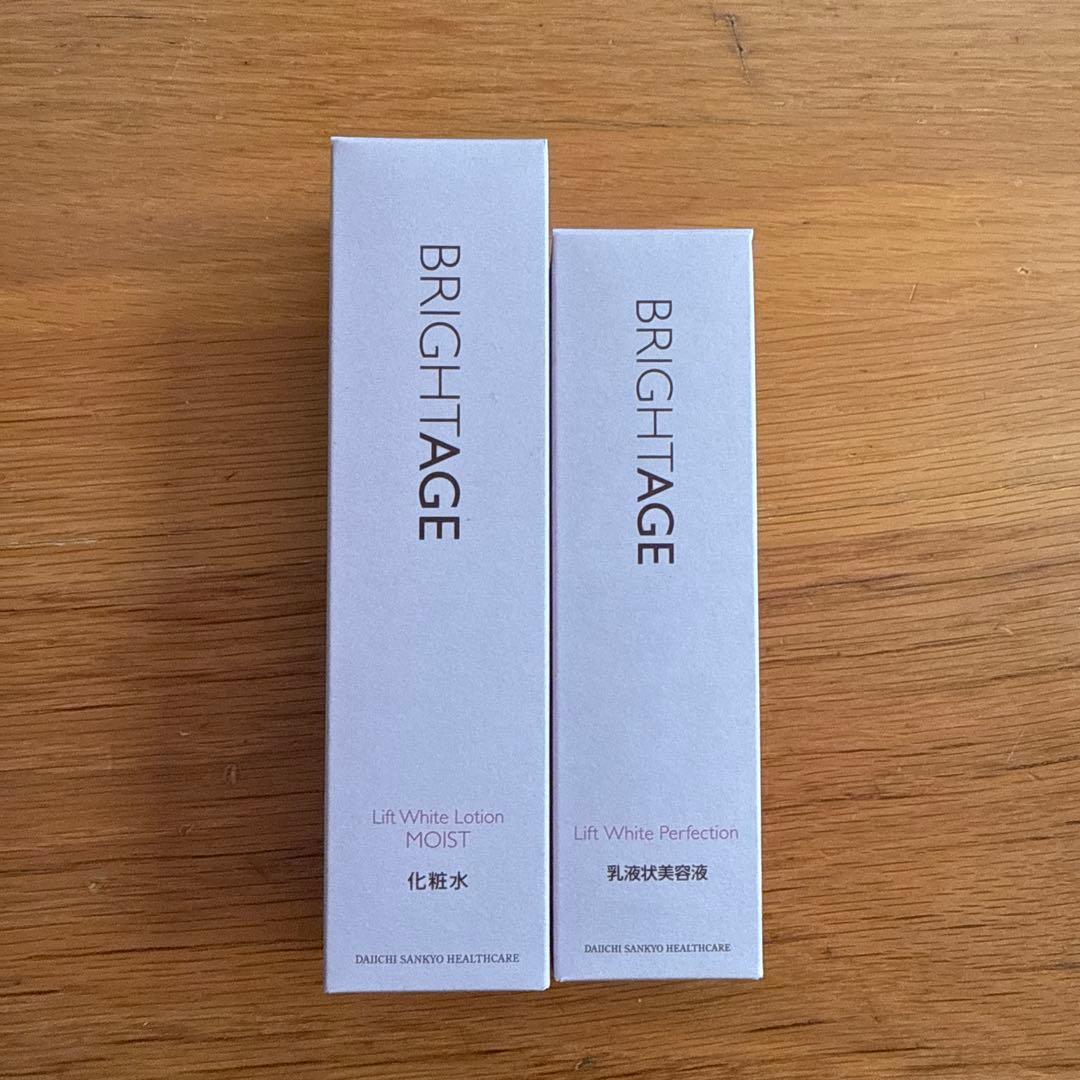 BRIGHTAGE
Lift White Lotion
MOIST
化粧水
DAIICHI SANKYO HEALTHCARE
BRIGHTAGE
Lift White Perfection
乳液状美容液
DAIICHI SANKYO HEALTHCARE